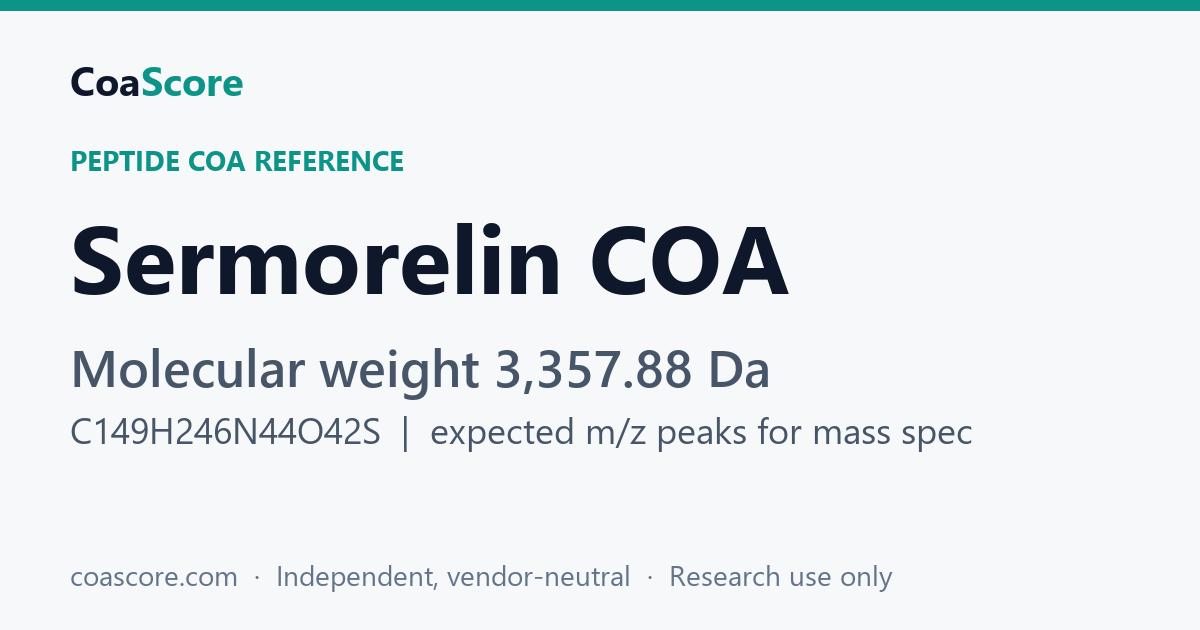 CoaScore
PEPTIDE COA REFERENCE
Sermorelin COA
Molecular weight 3,357.88 Da
C149H246N44O42S | expected m/z peaks for mass spec
coascore.com · Independent, vendor-neutral · Research use only